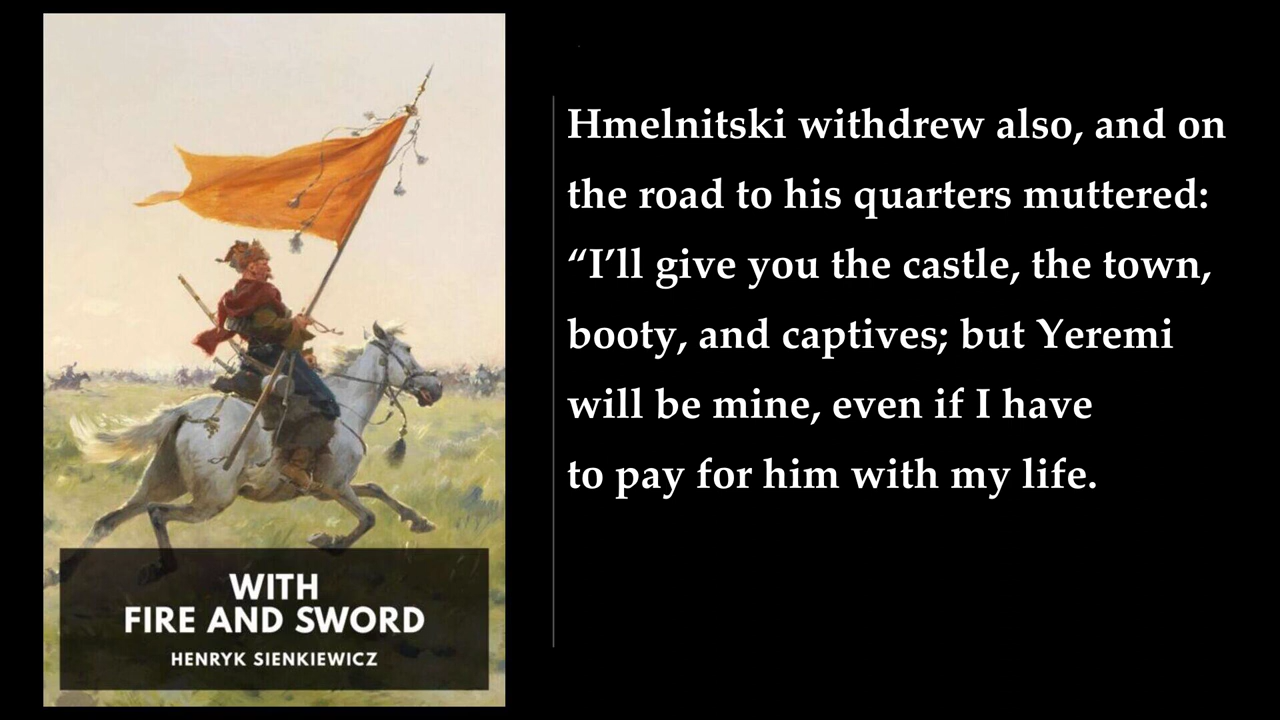 WITH
FIRE AND SWORD
HENRYK SIENKIEWICZ
Hmelnitski withdrew also, and on
the road to his quarters muttered:
“I’ll give you the castle, the town,
booty, and captives; but Yeremi
will be mine, even if I have
to pay for him with my life.